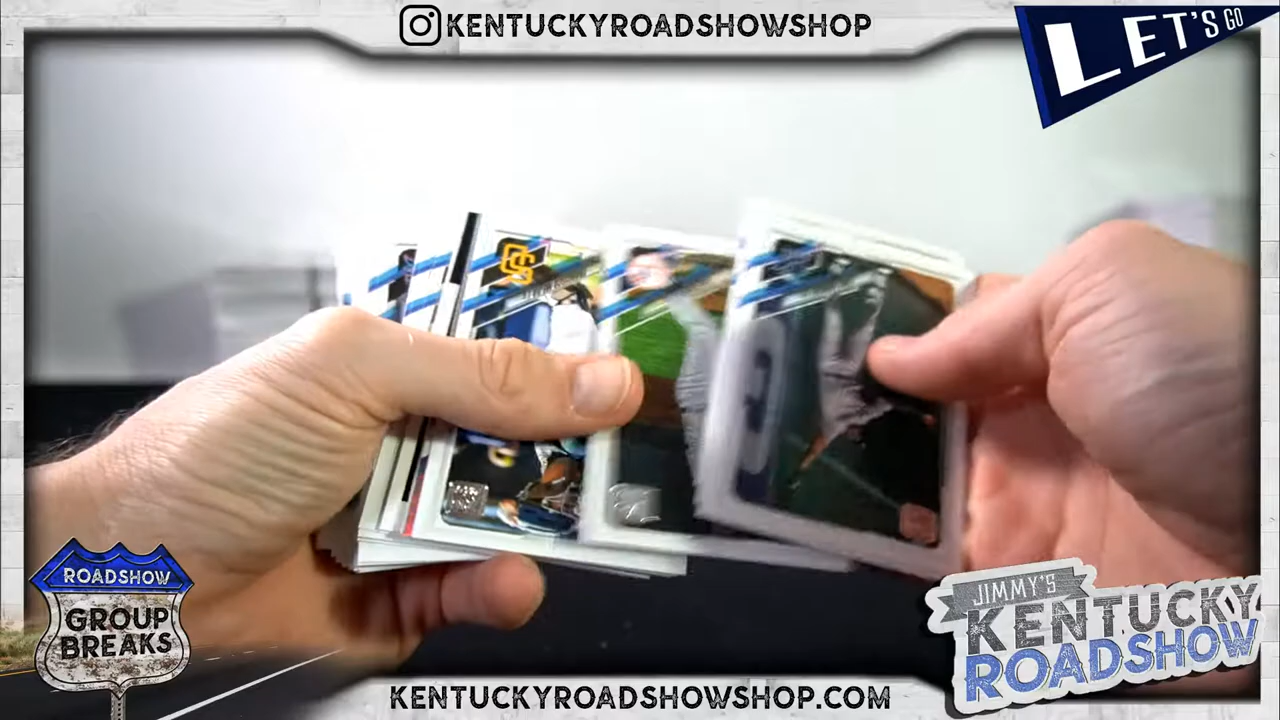 KENTUCKYROADSHOWSHOP
LET'S GO
ROADSHOW
GROUP
BREAKS
JIMMY'S
KENTUCKY
ROADSHOW
KENTUCKYROADSHOWSHOP.COM